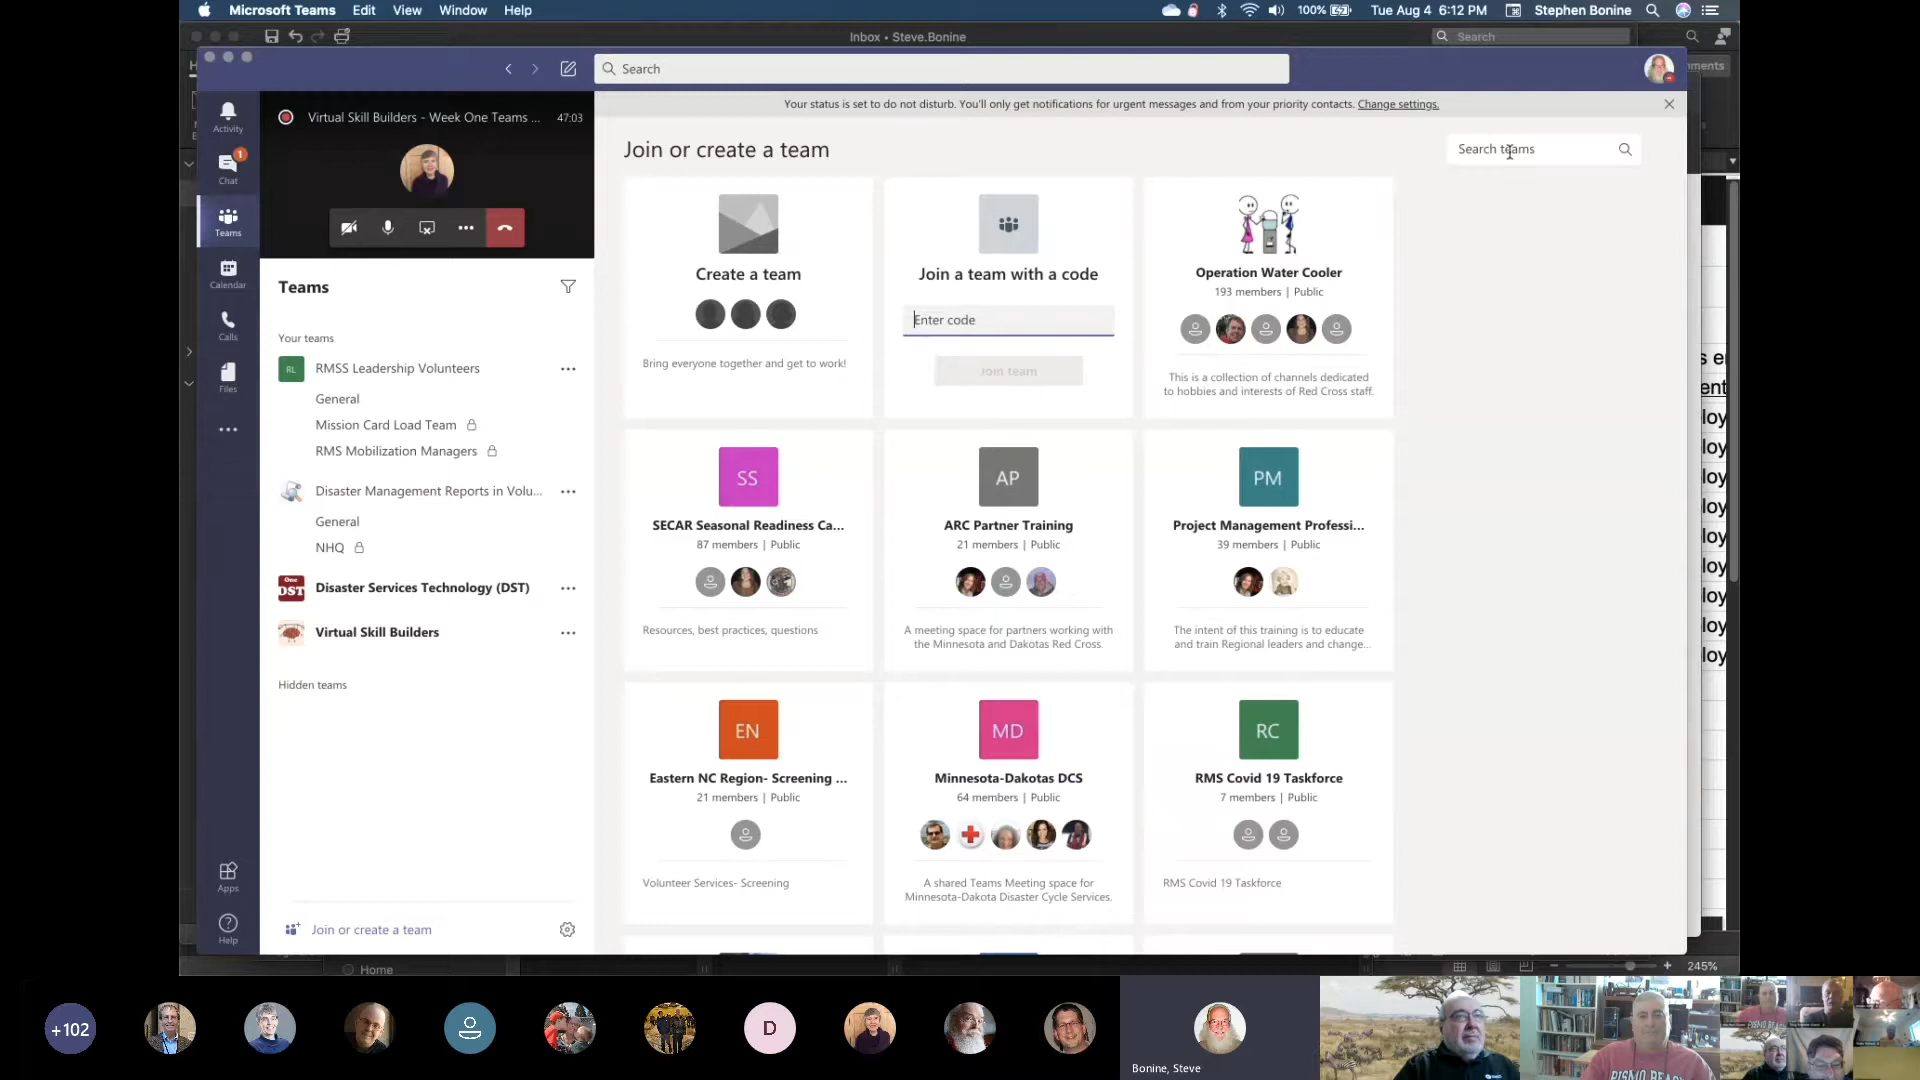 Microsoft Teams Edit View Window Help
100% Tue Aug 4 6:12 PM Stephen Bonine
Inbox • Steve.Bonine
Search
Search
Your status is set to do not disturb. You'll only get notifications for urgent messages and from your priority contacts. Change settings.
Activity
Chat
1
Teams
Calendar
Calls
Files
Apps
Help
Virtual Skill Builders - Week One Teams ... 47:03
Teams
Your teams
RL RMSS Leadership Volunteers
General
Mission Card Load Team
RMS Mobilization Managers
Disaster Management Reports in Volu...
General
NHQ
One DST Disaster Services Technology (DST)
Virtual Skill Builders
Hidden teams
Join or create a team
Join or create a team
Search teams
Create a team
Bring everyone together and get to work!
Join a team with a code
Enter code
Join team
Operation Water Cooler
193 members | Public
This is a collection of channels dedicated
to hobbies and interests of Red Cross staff.
SS
SECAR Seasonal Readiness Ca...
87 members | Public
Resources, best practices, questions
AP
ARC Partner Training
21 members | Public
A meeting space for partners working with
the Minnesota and Dakotas Red Cross.
PM
Project Management Professi...
39 members | Public
The intent of this training is to educate
and train Regional leaders and change...
EN
Eastern NC Region- Screening ...
21 members | Public
Volunteer Services- Screening
MD
Minnesota-Dakotas DCS
64 members | Public
A shared Teams Meeting space for
Minnesota-Dakota Disaster Cycle Services.
RC
RMS Covid 19 Taskforce
7 members | Public
RMS Covid 19 Taskforce
Home
245%
+102
D
Bonine, Steve